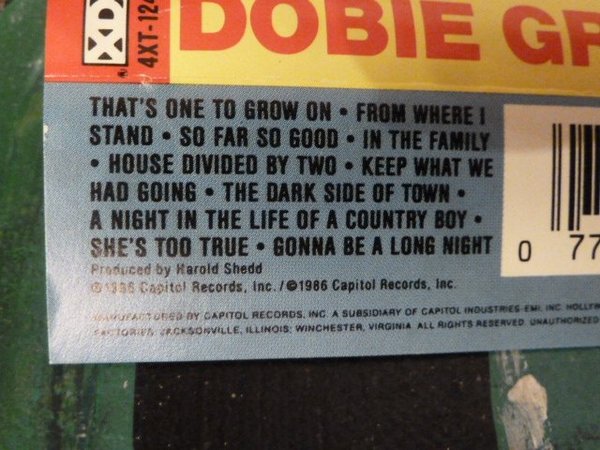 XD
4XT-124
DOBIE GR
THAT'S ONE TO GROW ON • FROM WHERE I
STAND • SO FAR SO GOOD • IN THE FAMILY
• HOUSE DIVIDED BY TWO • KEEP WHAT WE
HAD GOING • THE DARK SIDE OF TOWN •
A NIGHT IN THE LIFE OF A COUNTRY BOY •
SHE'S TOO TRUE • GONNA BE A LONG NIGHT
Produced by Harold Shedd
℗1986 Capitol Records, Inc. / ©1986 Capitol Records, Inc.
MANUFACTURED BY CAPITOL RECORDS, INC. A SUBSIDIARY OF CAPITOL INDUSTRIES-EMI, INC. HOLLYW
FACTORIES: JACKSONVILLE, ILLINOIS; WINCHESTER, VIRGINIA ALL RIGHTS RESERVED. UNAUTHORIZED
0 77